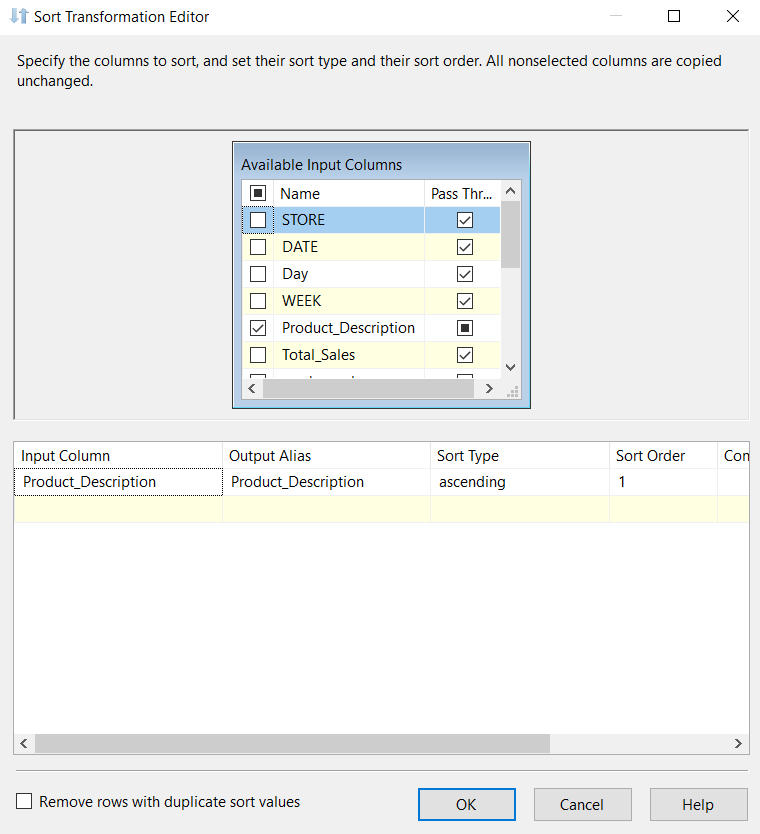 Sort Transformation Editor
Specify the columns to sort, and set their sort type and their sort order. All nonselected columns are copied
unchanged.
Available Input Columns
Name Pass Thr...
STORE
DATE
Day
WEEK
Product_Description
Total_Sales
Input Column Output Alias Sort Type Sort Order Con
Product_Description Product_Description ascending 1
Remove rows with duplicate sort values OK Cancel Help